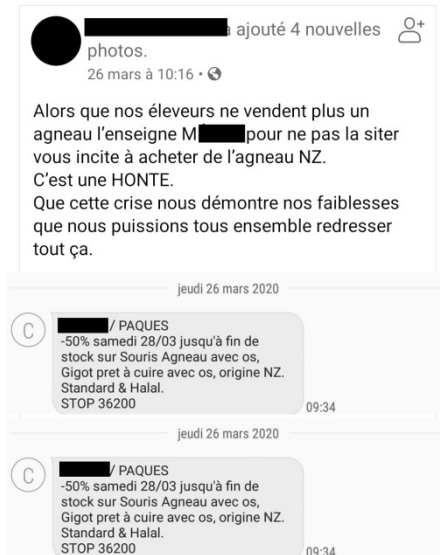 a ajouté 4 nouvelles
photos.
26 mars à 10:16 •
Alors que nos éleveurs ne vendent plus un
agneau l’enseigne M pour ne pas la siter
vous incite à acheter de l’agneau NZ.
C’est une HONTE.
Que cette crise nous démontre nos faiblesses
que nous puissions tous ensemble redresser
tout ça.
jeudi 26 mars 2020
C
/ PAQUES
-50% samedi 28/03 jusqu'à fin de
stock sur Souris Agneau avec os,
Gigot pret à cuire avec os, origine NZ.
Standard & Halal.
STOP 36200
09:34
jeudi 26 mars 2020
C
/ PAQUES
-50% samedi 28/03 jusqu'à fin de
stock sur Souris Agneau avec os,
Gigot pret à cuire avec os, origine NZ.
Standard & Halal.
STOP 36200
09:34